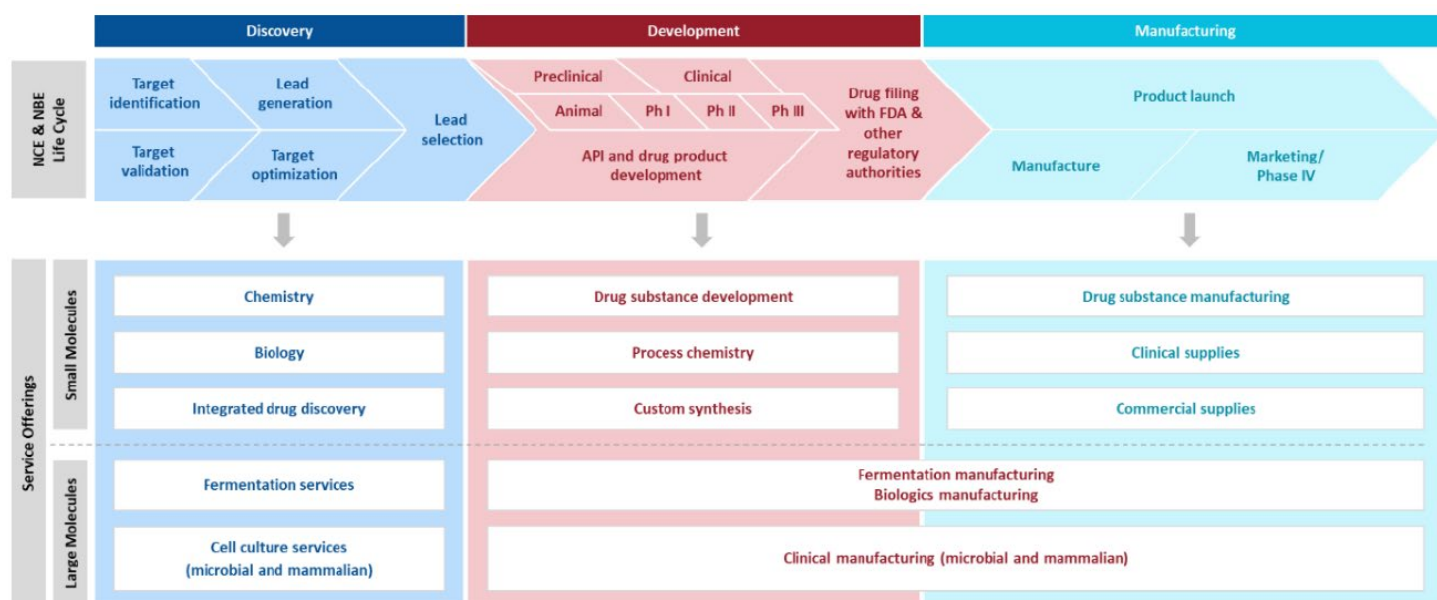 Discovery
Development
Manufacturing
NCE & NBE
Life Cycle
Target
identification
Lead
generation
Target
validation
Target
optimization
Lead
selection
Preclinical
Clinical
Animal
Ph I
Ph II
Ph III
API and drug product
development
Drug filing
with FDA &
other
regulatory
authorities
Product launch
Manufacture
Marketing/
Phase IV
Service Offerings
Small Molecules
Chemistry
Drug substance development
Drug substance manufacturing
Biology
Process chemistry
Clinical supplies
Integrated drug discovery
Custom synthesis
Commercial supplies
Large Molecules
Fermentation services
Fermentation manufacturing
Biologics manufacturing
Cell culture services
(microbial and mammalian)
Clinical manufacturing (microbial and mammalian)